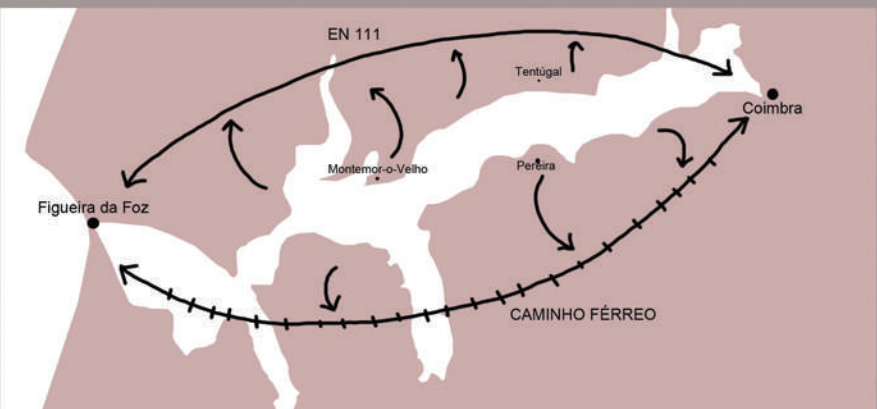 EN 111
Tentúgal
Coimbra
Montemor-o-Velho
Pereira
Figueira da Foz
CAMINHO FÉRREO